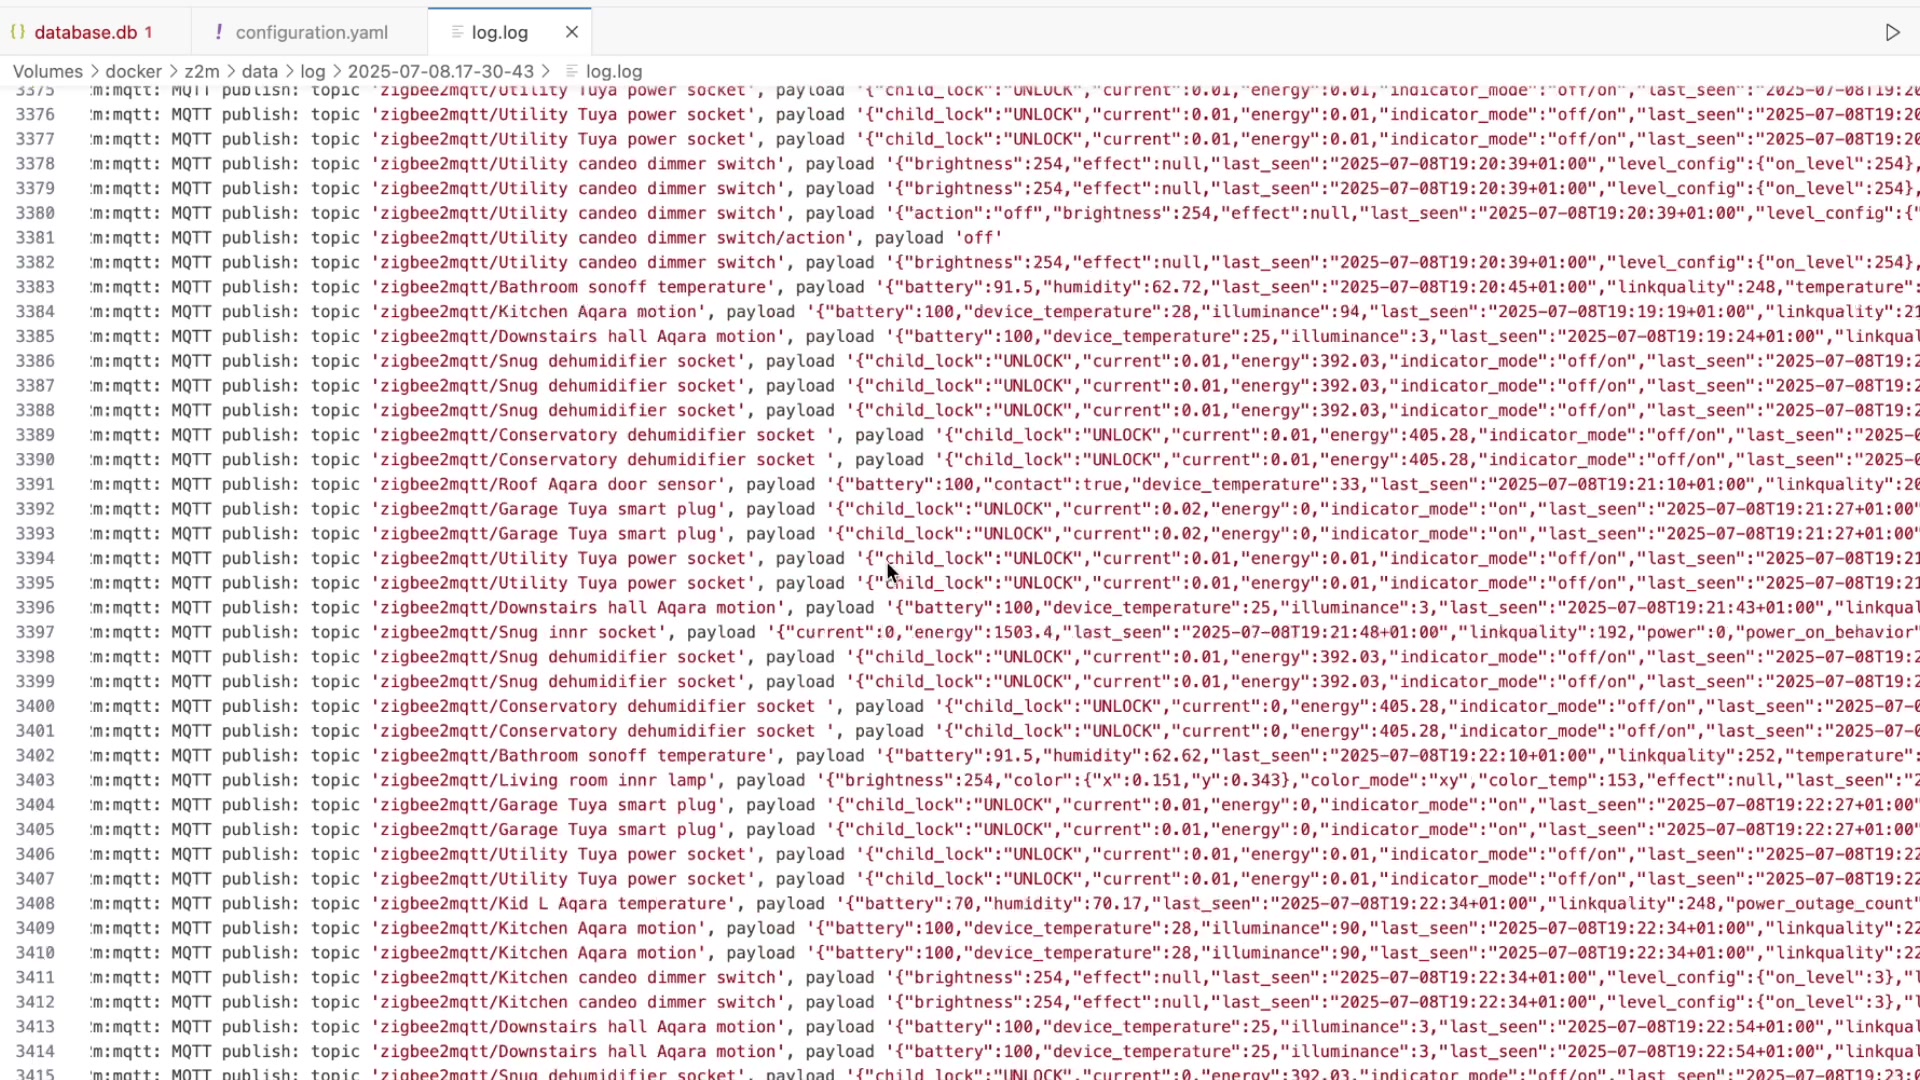 {} database.db 1 ! configuration.yaml log.log ×
Volumes > docker > z2m > data > log > 2025-07-08.17-30-43 > log.log
3375 :m:mqtt: MQTT publish: topic 'zigbee2mqtt/Utility Tuya power socket', payload '{"child_lock":"UNLOCK","current":0.01,"energy":0.01,"indicator_mode":"off/on","last_seen":"2025-07-08T19:20
3376 :m:mqtt: MQTT publish: topic 'zigbee2mqtt/Utility Tuya power socket', payload '{"child_lock":"UNLOCK","current":0.01,"energy":0.01,"indicator_mode":"off/on","last_seen":"2025-07-08T19:20
3377 :m:mqtt: MQTT publish: topic 'zigbee2mqtt/Utility Tuya power socket', payload '{"child_lock":"UNLOCK","current":0.01,"energy":0.01,"indicator_mode":"off/on","last_seen":"2025-07-08T19:20
3378 :m:mqtt: MQTT publish: topic 'zigbee2mqtt/Utility candeo dimmer switch', payload '{"brightness":254,"effect":null,"last_seen":"2025-07-08T19:20:39+01:00","level_config":{"on_level":254},
3379 :m:mqtt: MQTT publish: topic 'zigbee2mqtt/Utility candeo dimmer switch', payload '{"brightness":254,"effect":null,"last_seen":"2025-07-08T19:20:39+01:00","level_config":{"on_level":254},
3380 :m:mqtt: MQTT publish: topic 'zigbee2mqtt/Utility candeo dimmer switch', payload '{"action":"off","brightness":254,"effect":null,"last_seen":"2025-07-08T19:20:39+01:00","level_config":{"
3381 :m:mqtt: MQTT publish: topic 'zigbee2mqtt/Utility candeo dimmer switch/action', payload 'off'
3382 :m:mqtt: MQTT publish: topic 'zigbee2mqtt/Utility candeo dimmer switch', payload '{"brightness":254,"effect":null,"last_seen":"2025-07-08T19:20:39+01:00","level_config":{"on_level":254},
3383 :m:mqtt: MQTT publish: topic 'zigbee2mqtt/Bathroom sonoff temperature', payload '{"battery":91.5,"humidity":62.72,"last_seen":"2025-07-08T19:20:45+01:00","linkquality":248,"temperature":
3384 :m:mqtt: MQTT publish: topic 'zigbee2mqtt/Kitchen Aqara motion', payload '{"battery":100,"device_temperature":28,"illuminance":94,"last_seen":"2025-07-08T19:19:19+01:00","linkquality":21
3385 :m:mqtt: MQTT publish: topic 'zigbee2mqtt/Downstairs hall Aqara motion', payload '{"battery":100,"device_temperature":25,"illuminance":3,"last_seen":"2025-07-08T19:19:24+01:00","linkqual
3386 :m:mqtt: MQTT publish: topic 'zigbee2mqtt/Snug dehumidifier socket', payload '{"child_lock":"UNLOCK","current":0.01,"energy":392.03,"indicator_mode":"off/on","last_seen":"2025-07-08T19:2
3387 :m:mqtt: MQTT publish: topic 'zigbee2mqtt/Snug dehumidifier socket', payload '{"child_lock":"UNLOCK","current":0.01,"energy":392.03,"indicator_mode":"off/on","last_seen":"2025-07-08T19:2
3388 :m:mqtt: MQTT publish: topic 'zigbee2mqtt/Snug dehumidifier socket', payload '{"child_lock":"UNLOCK","current":0.01,"energy":392.03,"indicator_mode":"off/on","last_seen":"2025-07-08T19:2
3389 :m:mqtt: MQTT publish: topic 'zigbee2mqtt/Conservatory dehumidifier socket ', payload '{"child_lock":"UNLOCK","current":0.01,"energy":405.28,"indicator_mode":"off/on","last_seen":"2025-0
3390 :m:mqtt: MQTT publish: topic 'zigbee2mqtt/Conservatory dehumidifier socket ', payload '{"child_lock":"UNLOCK","current":0.01,"energy":405.28,"indicator_mode":"off/on","last_seen":"2025-0
3391 :m:mqtt: MQTT publish: topic 'zigbee2mqtt/Roof Aqara door sensor', payload '{"battery":100,"contact":true,"device_temperature":33,"last_seen":"2025-07-08T19:21:10+01:00","linkquality":20
3392 :m:mqtt: MQTT publish: topic 'zigbee2mqtt/Garage Tuya smart plug', payload '{"child_lock":"UNLOCK","current":0.02,"energy":0,"indicator_mode":"on","last_seen":"2025-07-08T19:21:27+01:00"
3393 :m:mqtt: MQTT publish: topic 'zigbee2mqtt/Garage Tuya smart plug', payload '{"child_lock":"UNLOCK","current":0.02,"energy":0,"indicator_mode":"on","last_seen":"2025-07-08T19:21:27+01:00"
3394 :m:mqtt: MQTT publish: topic 'zigbee2mqtt/Utility Tuya power socket', payload '{"child_lock":"UNLOCK","current":0.01,"energy":0.01,"indicator_mode":"off/on","last_seen":"2025-07-08T19:21
3395 :m:mqtt: MQTT publish: topic 'zigbee2mqtt/Utility Tuya power socket', payload '{"child_lock":"UNLOCK","current":0.01,"energy":0.01,"indicator_mode":"off/on","last_seen":"2025-07-08T19:21
3396 :m:mqtt: MQTT publish: topic 'zigbee2mqtt/Downstairs hall Aqara motion', payload '{"battery":100,"device_temperature":25,"illuminance":3,"last_seen":"2025-07-08T19:21:43+01:00","linkqual
3397 :m:mqtt: MQTT publish: topic 'zigbee2mqtt/Snug innr socket', payload '{"current":0,"energy":1503.4,"last_seen":"2025-07-08T19:21:48+01:00","linkquality":192,"power":0,"power_on_behavior"
3398 :m:mqtt: MQTT publish: topic 'zigbee2mqtt/Snug dehumidifier socket', payload '{"child_lock":"UNLOCK","current":0.01,"energy":392.03,"indicator_mode":"off/on","last_seen":"2025-07-08T19:2
3399 :m:mqtt: MQTT publish: topic 'zigbee2mqtt/Snug dehumidifier socket', payload '{"child_lock":"UNLOCK","current":0.01,"energy":392.03,"indicator_mode":"off/on","last_seen":"2025-07-08T19:2
3400 :m:mqtt: MQTT publish: topic 'zigbee2mqtt/Conservatory dehumidifier socket ', payload '{"child_lock":"UNLOCK","current":0,"energy":405.28,"indicator_mode":"off/on","last_seen":"2025-07-0
3401 :m:mqtt: MQTT publish: topic 'zigbee2mqtt/Conservatory dehumidifier socket ', payload '{"child_lock":"UNLOCK","current":0,"energy":405.28,"indicator_mode":"off/on","last_seen":"2025-07-0
3402 :m:mqtt: MQTT publish: topic 'zigbee2mqtt/Bathroom sonoff temperature', payload '{"battery":91.5,"humidity":62.62,"last_seen":"2025-07-08T19:22:10+01:00","linkquality":252,"temperature":
3403 :m:mqtt: MQTT publish: topic 'zigbee2mqtt/Living room innr lamp', payload '{"brightness":254,"color":{"x":0.151,"y":0.343},"color_mode":"xy","color_temp":153,"effect":null,"last_seen":"2
3404 :m:mqtt: MQTT publish: topic 'zigbee2mqtt/Garage Tuya smart plug', payload '{"child_lock":"UNLOCK","current":0.01,"energy":0,"indicator_mode":"on","last_seen":"2025-07-08T19:22:27+01:00"
3405 :m:mqtt: MQTT publish: topic 'zigbee2mqtt/Garage Tuya smart plug', payload '{"child_lock":"UNLOCK","current":0.01,"energy":0,"indicator_mode":"on","last_seen":"2025-07-08T19:22:27+01:00"
3406 :m:mqtt: MQTT publish: topic 'zigbee2mqtt/Utility Tuya power socket', payload '{"child_lock":"UNLOCK","current":0.01,"energy":0.01,"indicator_mode":"off/on","last_seen":"2025-07-08T19:22
3407 :m:mqtt: MQTT publish: topic 'zigbee2mqtt/Utility Tuya power socket', payload '{"child_lock":"UNLOCK","current":0.01,"energy":0.01,"indicator_mode":"off/on","last_seen":"2025-07-08T19:22
3408 :m:mqtt: MQTT publish: topic 'zigbee2mqtt/Kid L Aqara temperature', payload '{"battery":70,"humidity":70.17,"last_seen":"2025-07-08T19:22:34+01:00","linkquality":248,"power_outage_count"
3409 :m:mqtt: MQTT publish: topic 'zigbee2mqtt/Kitchen Aqara motion', payload '{"battery":100,"device_temperature":28,"illuminance":90,"last_seen":"2025-07-08T19:22:34+01:00","linkquality":22
3410 :m:mqtt: MQTT publish: topic 'zigbee2mqtt/Kitchen Aqara motion', payload '{"battery":100,"device_temperature":28,"illuminance":90,"last_seen":"2025-07-08T19:22:34+01:00","linkquality":22
3411 :m:mqtt: MQTT publish: topic 'zigbee2mqtt/Kitchen candeo dimmer switch', payload '{"brightness":254,"effect":null,"last_seen":"2025-07-08T19:22:34+01:00","level_config":{"on_level":3},"l
3412 :m:mqtt: MQTT publish: topic 'zigbee2mqtt/Kitchen candeo dimmer switch', payload '{"brightness":254,"effect":null,"last_seen":"2025-07-08T19:22:34+01:00","level_config":{"on_level":3},"l
3413 :m:mqtt: MQTT publish: topic 'zigbee2mqtt/Downstairs hall Aqara motion', payload '{"battery":100,"device_temperature":25,"illuminance":3,"last_seen":"2025-07-08T19:22:54+01:00","linkqual
3414 :m:mqtt: MQTT publish: topic 'zigbee2mqtt/Downstairs hall Aqara motion', payload '{"battery":100,"device_temperature":25,"illuminance":3,"last_seen":"2025-07-08T19:22:54+01:00","linkqual
3415 :m:mqtt: MQTT publish: topic 'zigbee2mqtt/Snug dehumidifier socket', payload '{"child_lock":"UNLOCK","current":0,"energy":392.03,"indicator_mode":"off/on","last_seen":"2025-07-08T19:23:0